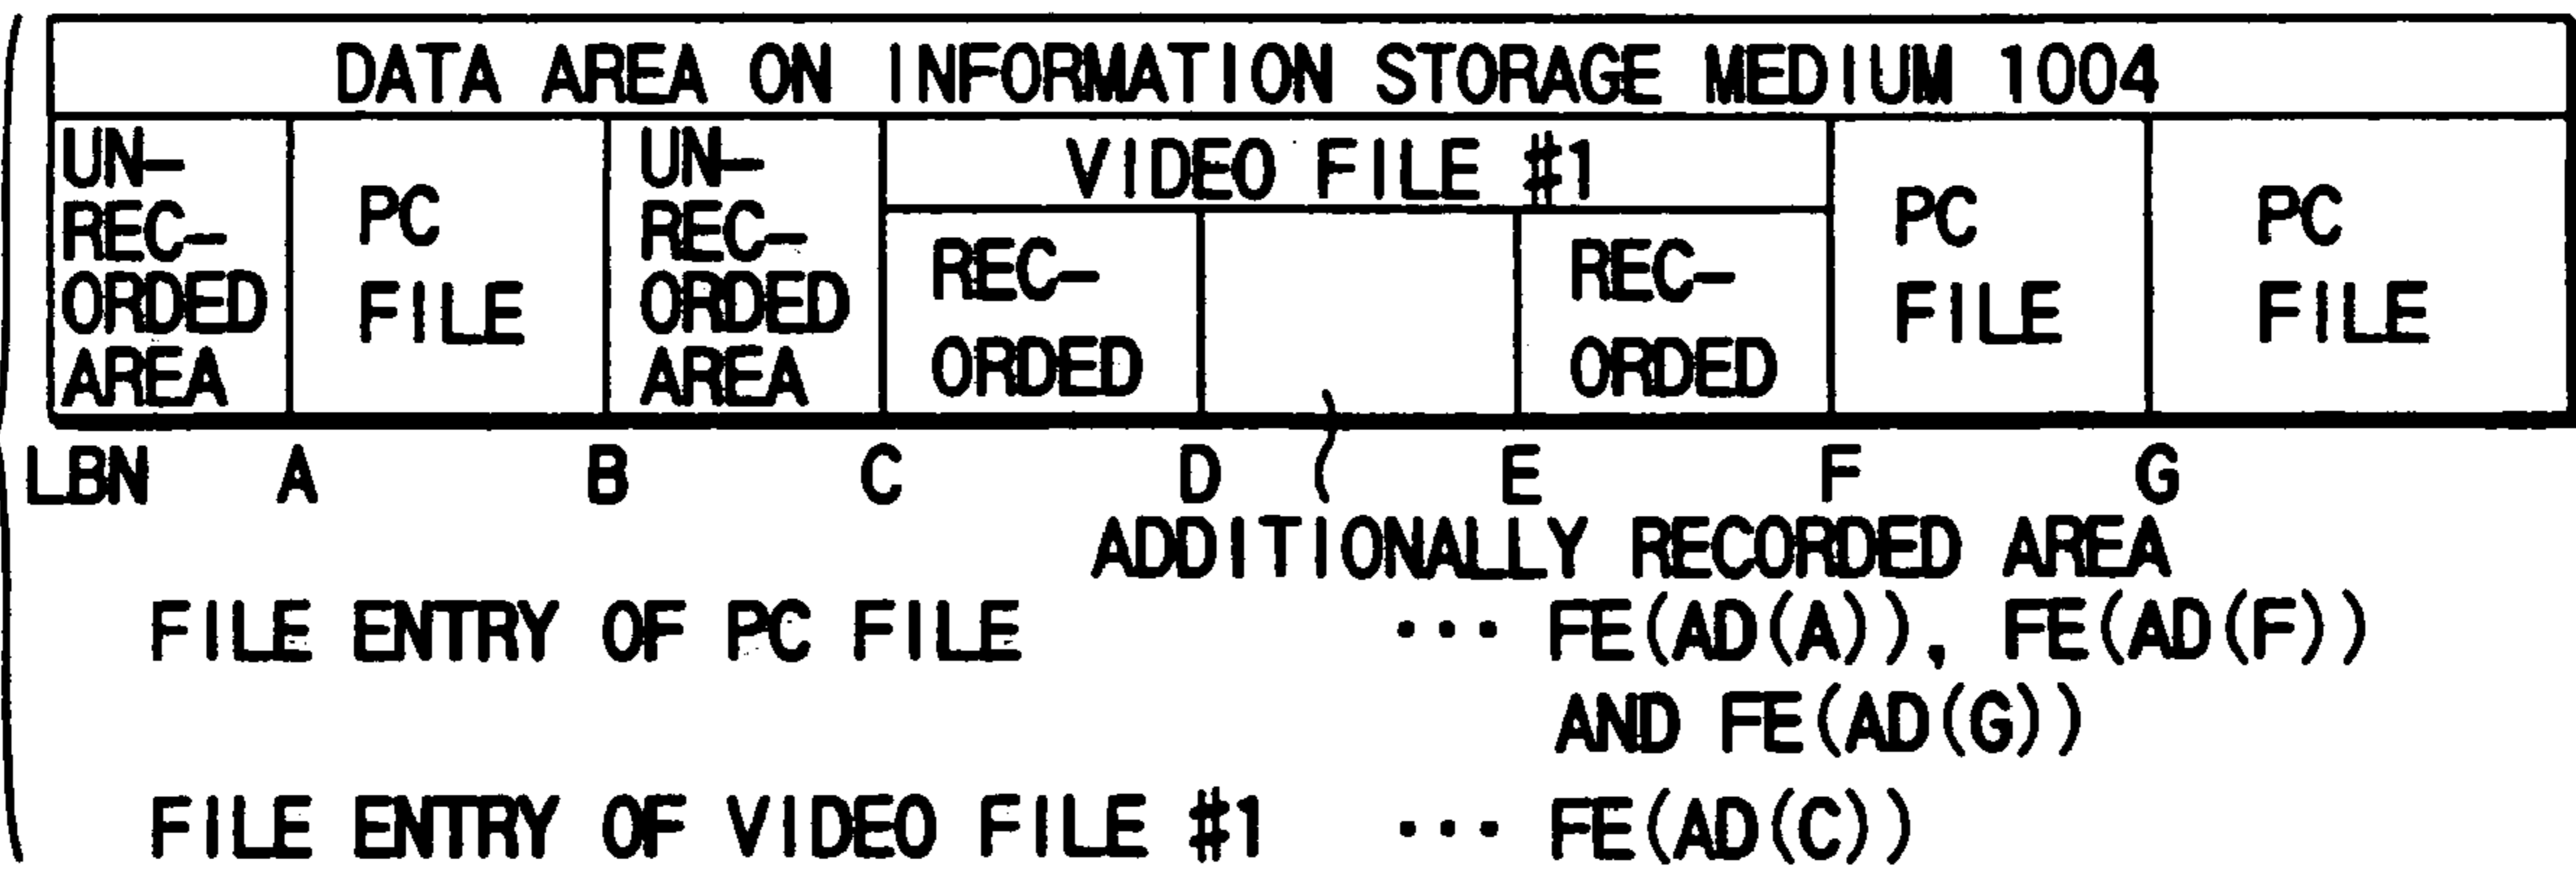 DATA AREA ON INFORMATION STORAGE MEDIUM 1004
UN-
REC-
ORDED
AREA
PC
FILE
UN-
REC-
ORDED
AREA
VIDEO FILE #1
REC-
ORDED
REC-
ORDED
PC
FILE
PC
FILE
LBN A B C D E F G
ADDITIONALLY RECORDED AREA
FILE ENTRY OF PC FILE ... FE(AD(A)), FE(AD(F))
AND FE(AD(G))
FILE ENTRY OF VIDEO FILE #1 ... FE(AD(C))